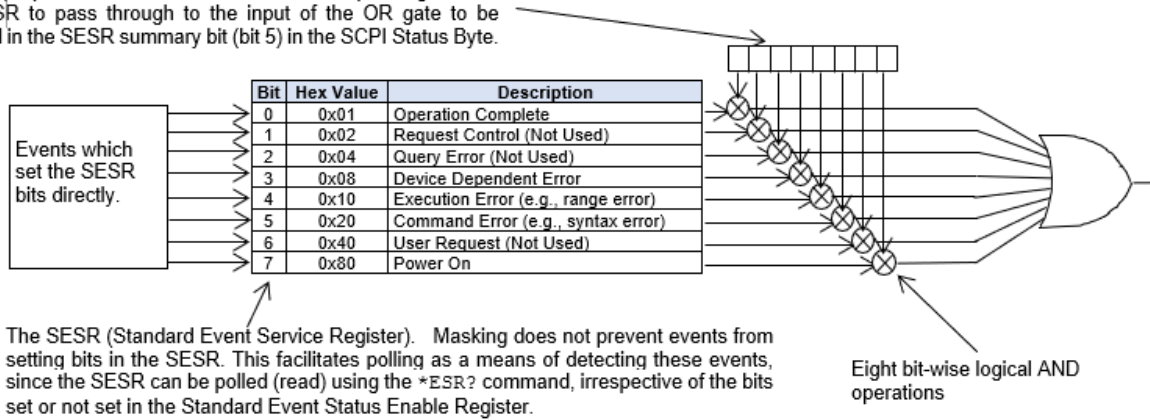 SR to pass through to the input of the OR gate to be
in the SESR summary bit (bit 5) in the SCPI Status Byte.
Bit Hex Value Description
0 0x01 Operation Complete
1 0x02 Request Control (Not Used)
2 0x04 Query Error (Not Used)
3 0x08 Device Dependent Error
4 0x10 Execution Error (e.g., range error)
5 0x20 Command Error (e.g., syntax error)
6 0x40 User Request (Not Used)
7 0x80 Power On
Events which
set the SESR
bits directly.
The SESR (Standard Event Service Register). Masking does not prevent events from
setting bits in the SESR. This facilitates polling as a means of detecting these events,
since the SESR can be polled (read) using the *ESR? command, irrespective of the bits
set or not set in the Standard Event Status Enable Register.
Eight bit-wise logical AND
operations